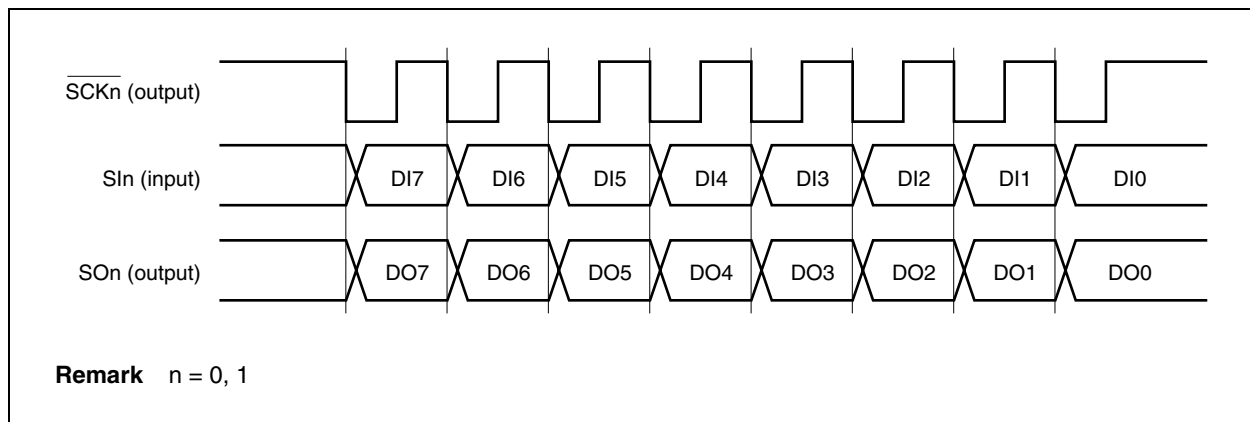 SCKn (output)
SIn (input) DI7 DI6 DI5 DI4 DI3 DI2 DI1 DI0
SOn (output) DO7 DO6 DO5 DO4 DO3 DO2 DO1 DO0
Remark n = 0, 1